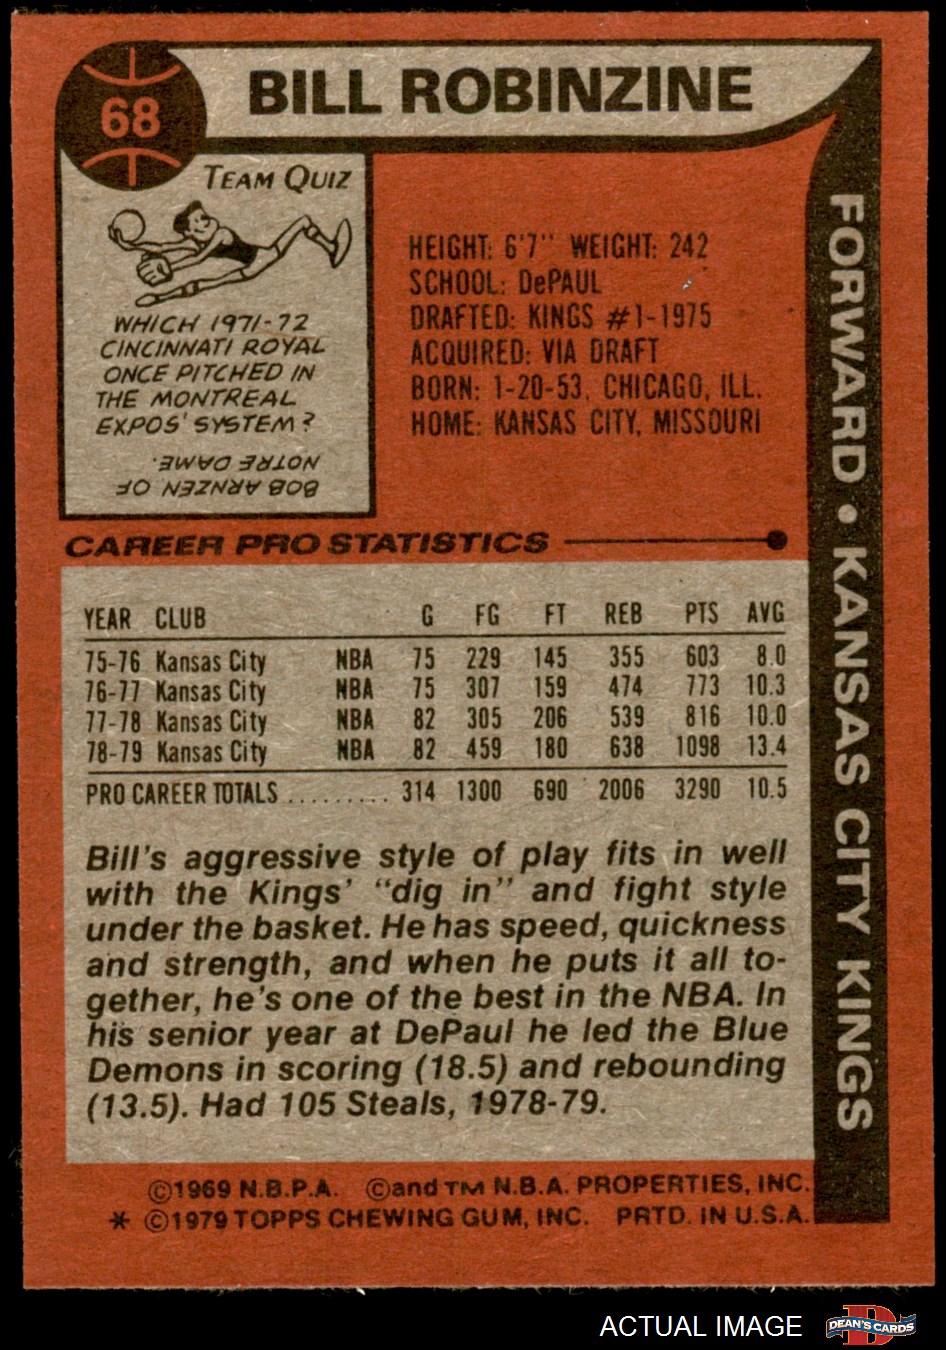 68
BILL ROBINZINE
TEAM QUIZ
WHICH 1971-72
CINCINNATI ROYAL
ONCE PITCHED IN
THE MONTREAL
EXPOS' SYSTEM?
BOB ARNZEN OF
NOTRE DAME.
HEIGHT: 6'7" WEIGHT: 242
SCHOOL: DePAUL
DRAFTED: KINGS #1-1975
ACQUIRED: VIA DRAFT
BORN: 1-20-53, CHICAGO, ILL.
HOME: KANSAS CITY, MISSOURI
FORWARD • KANSAS CITY KINGS
CAREER PRO STATISTICS
YEAR CLUB G FG FT REB PTS AVG
75-76 Kansas City NBA 75 229 145 355 603 8.0
76-77 Kansas City NBA 75 307 159 474 773 10.3
77-78 Kansas City NBA 82 305 206 539 816 10.0
78-79 Kansas City NBA 82 459 180 638 1098 13.4
PRO CAREER TOTALS ......... 314 1300 690 2006 3290 10.5
Bill's aggressive style of play fits in well
with the Kings' "dig in" and fight style
under the basket. He has speed, quickness
and strength, and when he puts it all to-
gether, he's one of the best in the NBA. In
his senior year at DePaul he led the Blue
Demons in scoring (18.5) and rebounding
(13.5). Had 105 Steals, 1978-79.
©1969 N.B.P.A. ©and TM N.B.A. PROPERTIES, INC.
* ©1979 TOPPS CHEWING GUM, INC. PRTD. IN U.S.A.
ACTUAL IMAGE DEAN'S CARDS